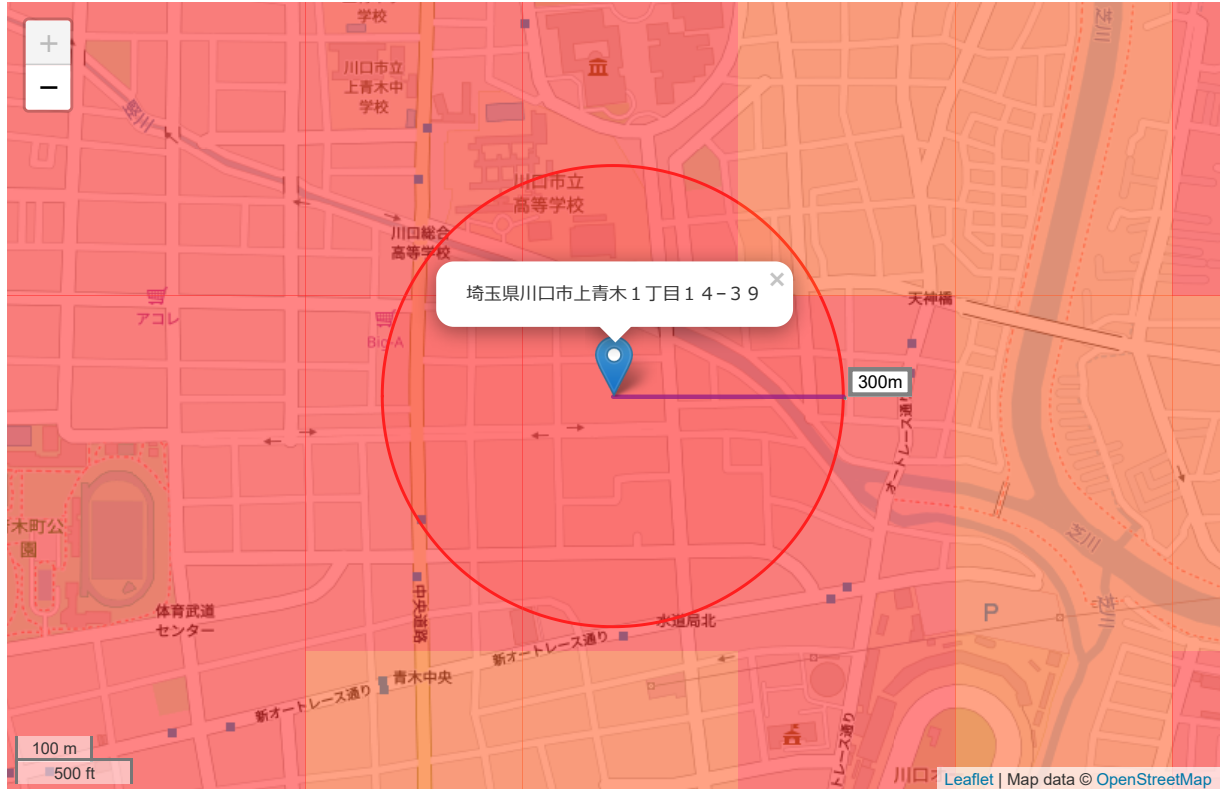 学校
芝川
+
−
川口市立
上青木中
学校
竪川
川口市立
高等学校
川口総合
高等学校
埼玉県川口市上青木１丁目１４−３９
×
天神橋
アコレ
Big-A
300m
オートレース通り
木町公
園
芝川
芝川
中央道路
体育武道
センター
P
水道局北
新オートレース通り
青木中央
新オートレース通り
トレース通り
川口オ
100 m
500 ft
Leaflet | Map data © OpenStreetMap